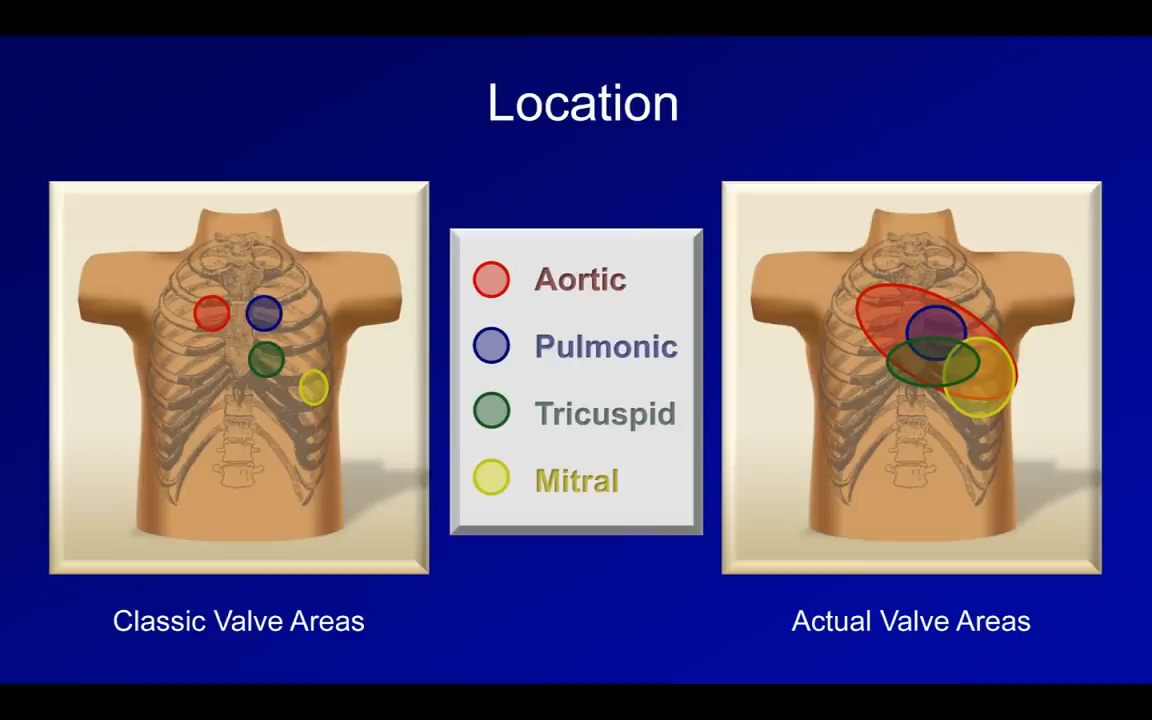 Location
Aortic
Pulmonic
Tricuspid
Mitral
Classic Valve Areas
Actual Valve Areas